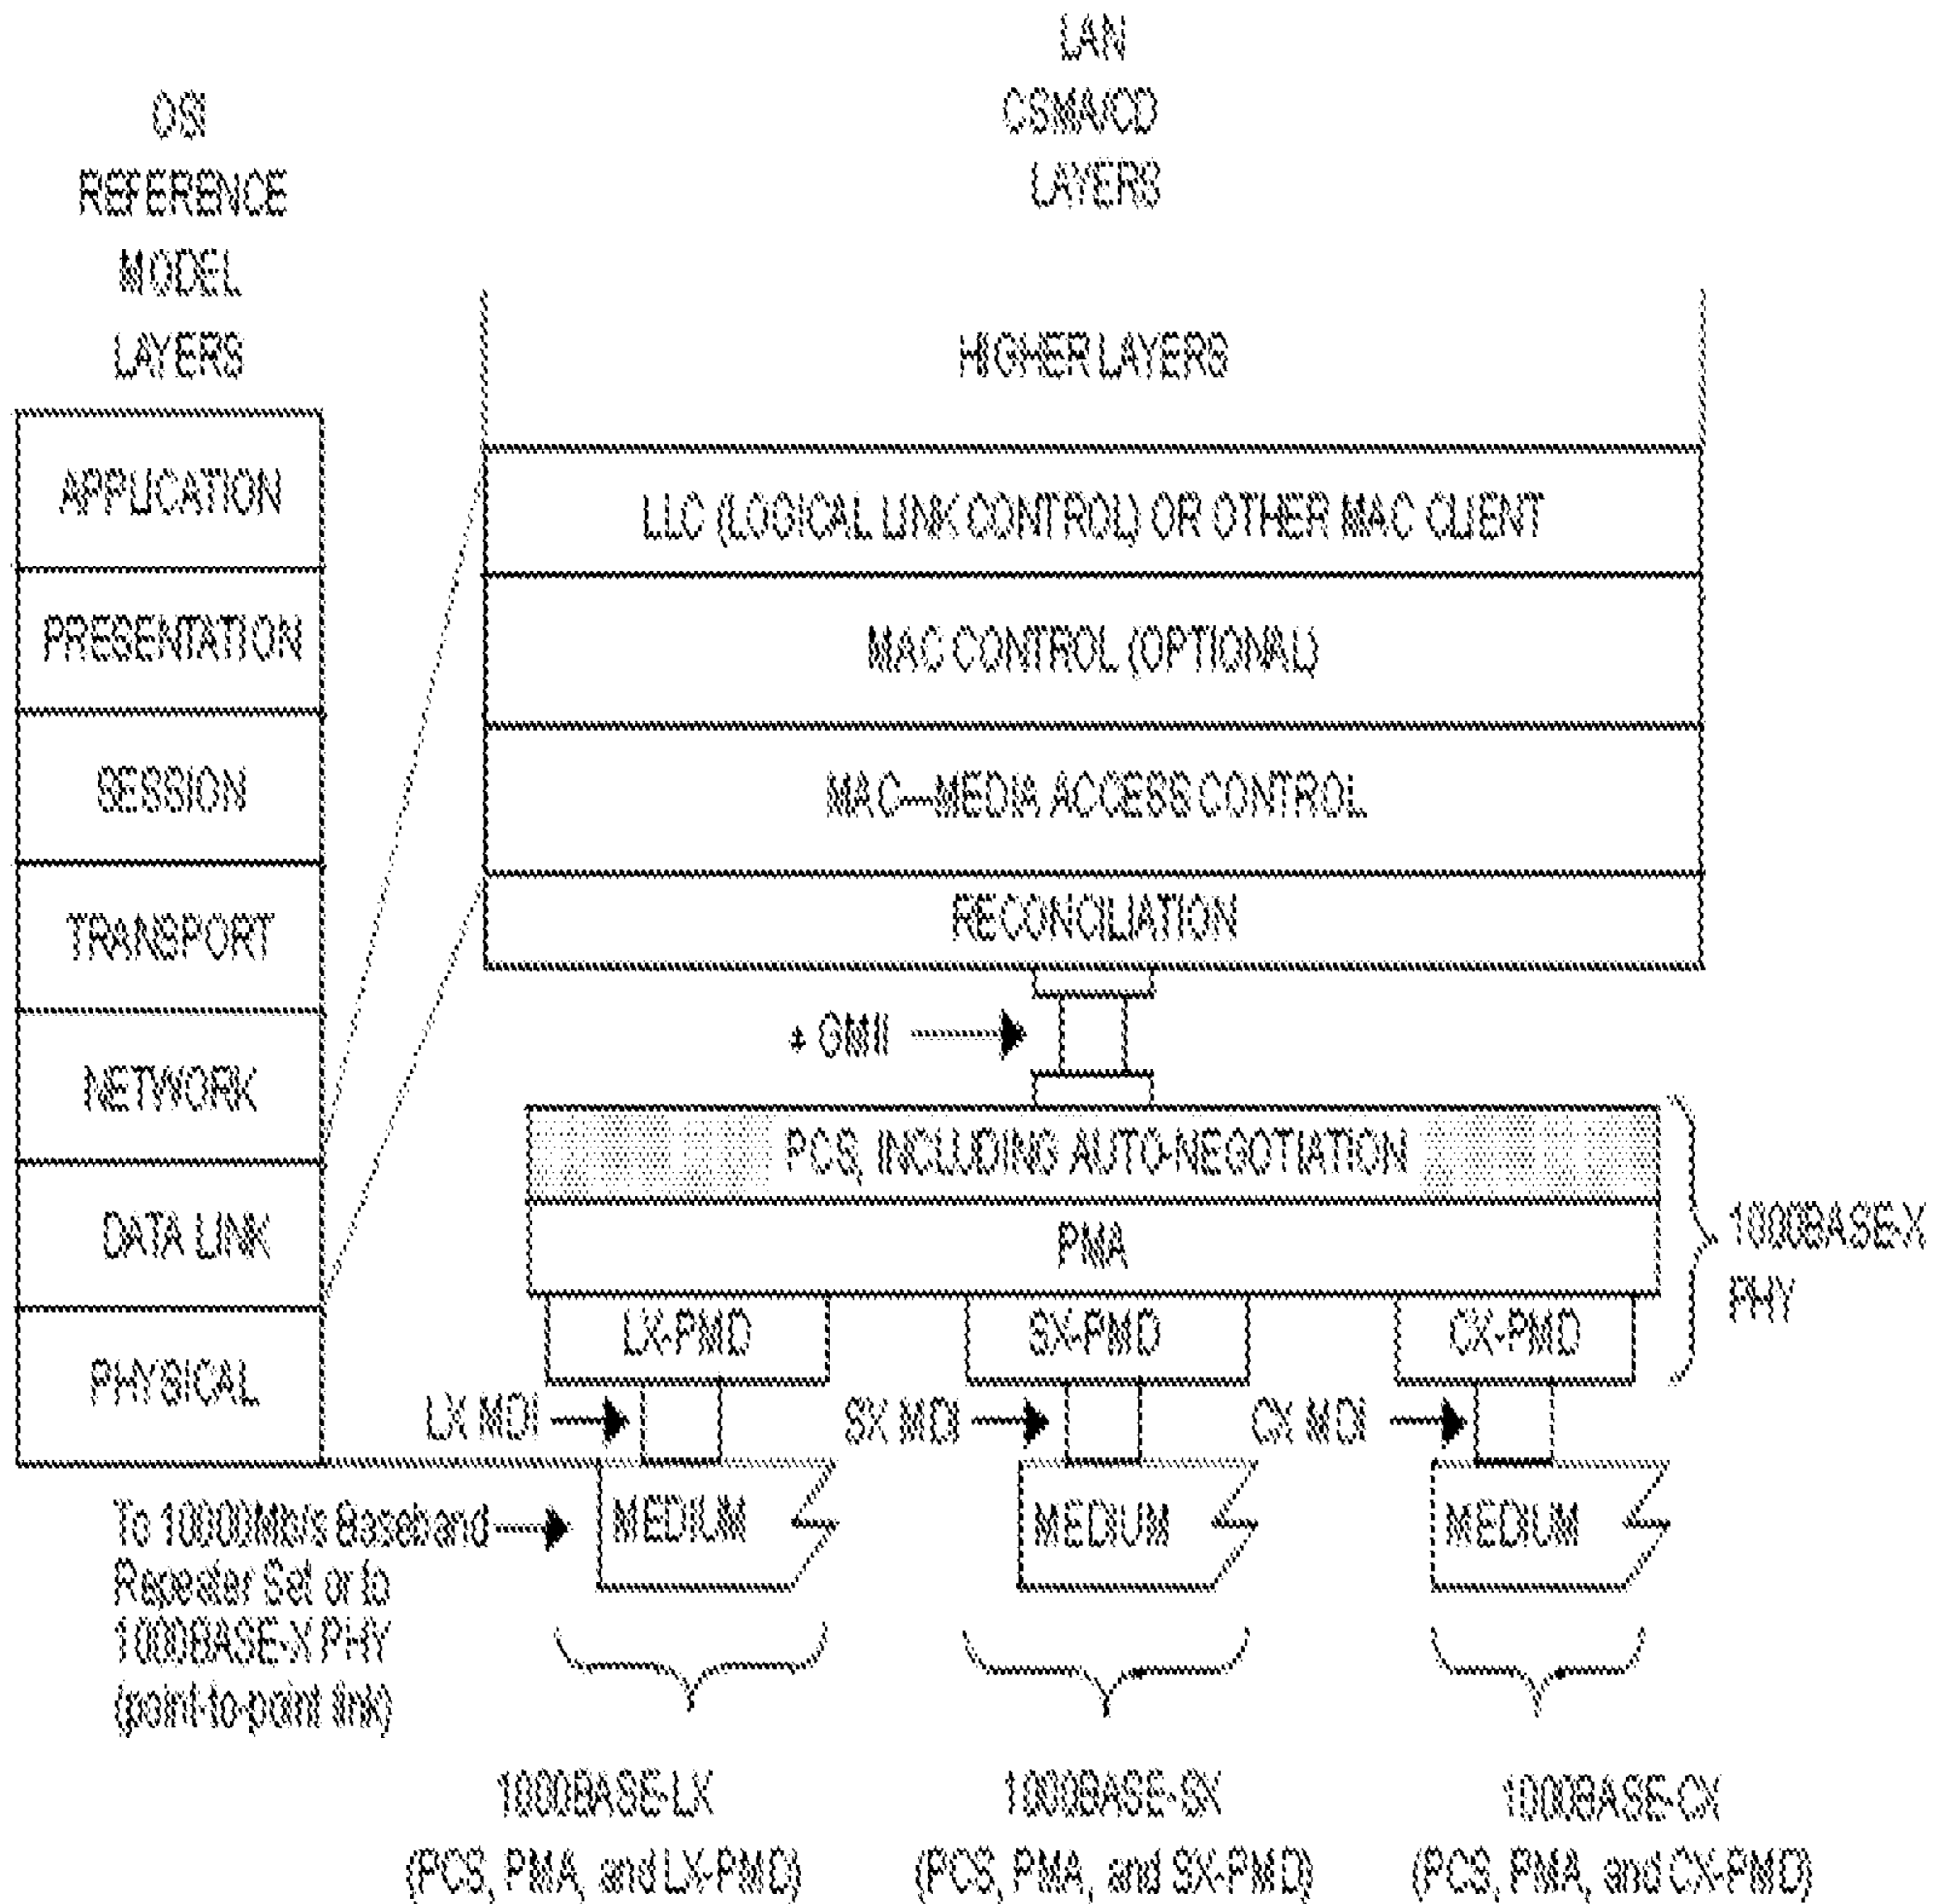 OSI
REFERENCE
MODEL
LAYERS
APPLICATION
PRESENTATION
SESSION
TRANSPORT
NETWORK
DATA LINK
PHYSICAL
LAN
CSMA/CD
LAYERS
HIGHER LAYERS
LLC (LOGICAL LINK CONTROL) OR OTHER MAC CLIENT
MAC CONTROL (OPTIONAL)
MAC—MEDIA ACCESS CONTROL
RECONCILIATION
GMII
PCS, INCLUDING AUTO-NEGOTIATION
PMA
1000BASE-X
PHY
LX-PMD
SX-PMD
CX-PMD
LX MDI
SX MDI
CX MDI
MEDIUM
MEDIUM
MEDIUM
To 10000Mb/s Baseband
Repeater Set or to
1000BASE-X PHY
(point-to-point link)
1000BASE-LX
(PCS, PMA, and LX-PMD)
1000BASE-SX
(PCS, PMA, and SX-PMD)
1000BASE-CX
(PCS, PMA, and CX-PMD)